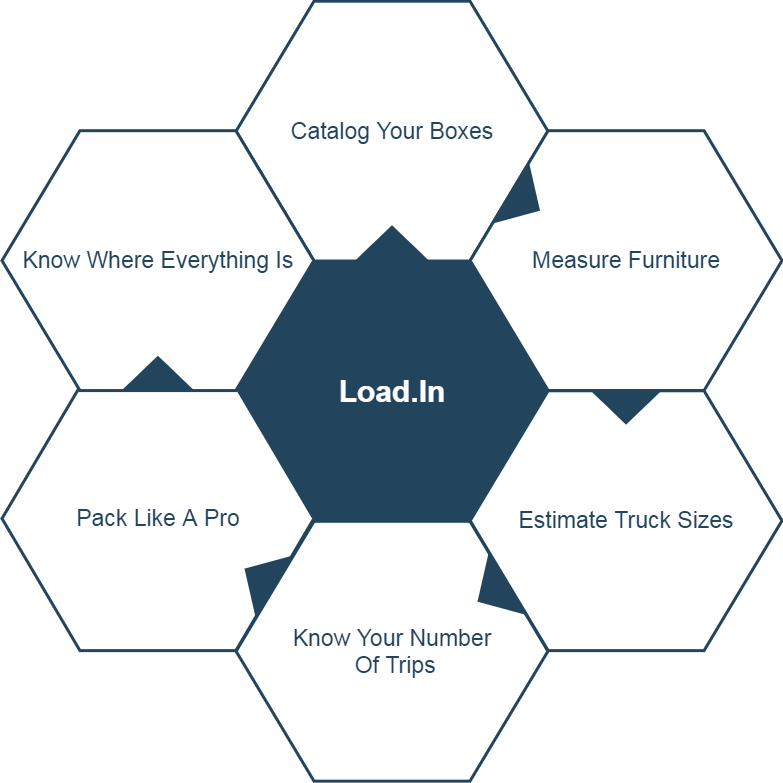 Catalog Your Boxes
Know Where Everything Is
Measure Furniture
Load.In
Pack Like A Pro
Estimate Truck Sizes
Know Your Number
Of Trips